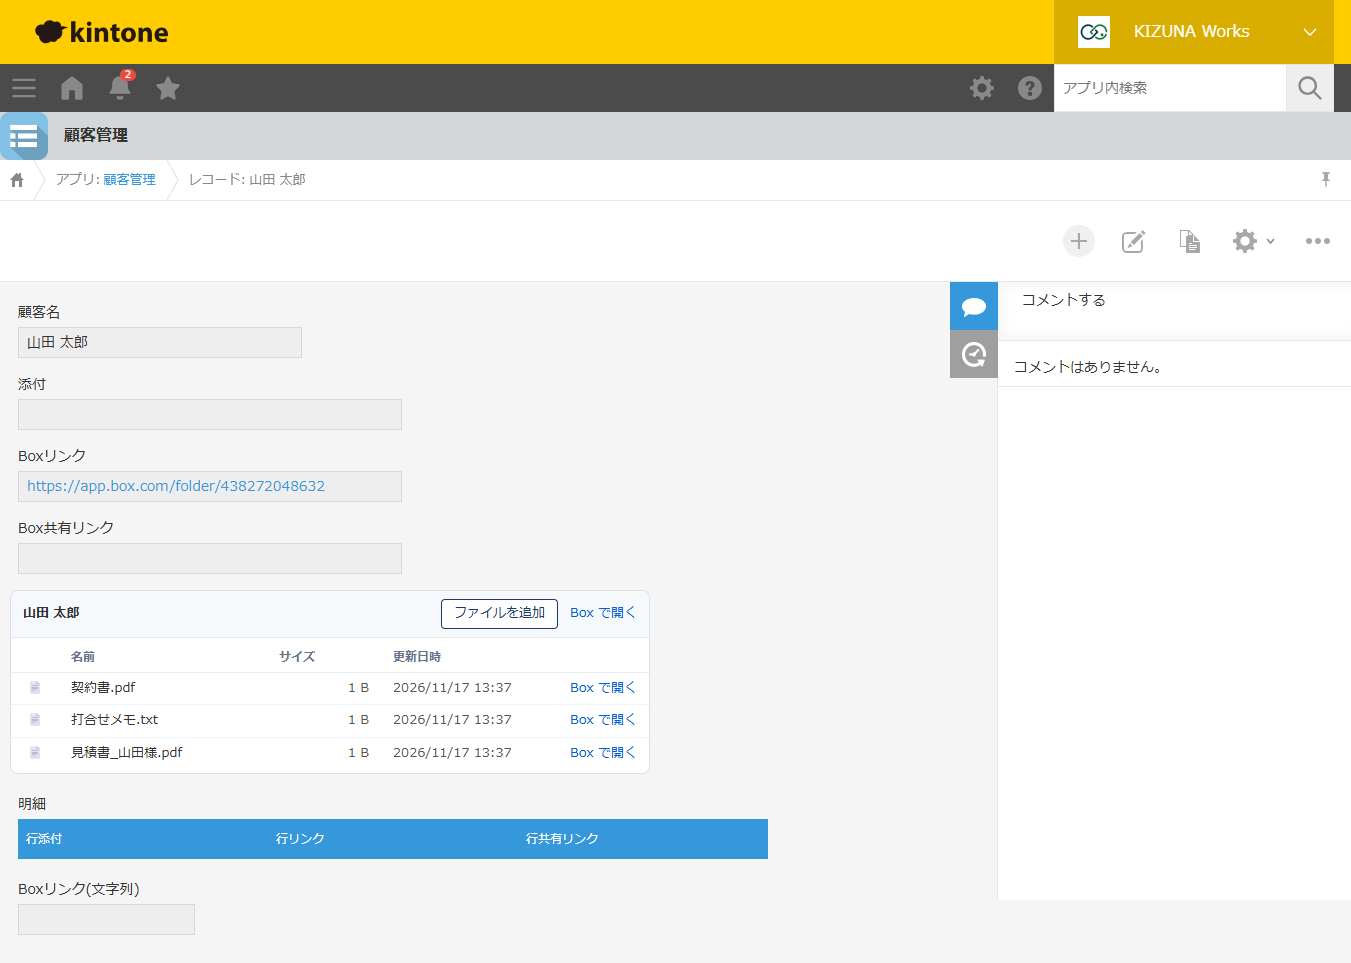 kintone
KIZUNA Works
2
アプリ内検索
顧客管理
アプリ: 顧客管理
レコード: 山田 太郎
顧客名
山田 太郎
添付
Boxリンク
https://app.box.com/folder/438272048632
Box共有リンク
山田 太郎 ファイルを追加 Box で開く
名前 サイズ 更新日時
契約書.pdf 1 B 2026/11/17 13:37 Box で開く
打合せメモ.txt 1 B 2026/11/17 13:37 Box で開く
見積書_山田様.pdf 1 B 2026/11/17 13:37 Box で開く
明細
行添付 行リンク 行共有リンク
Boxリンク(文字列)
コメントする
コメントはありません。